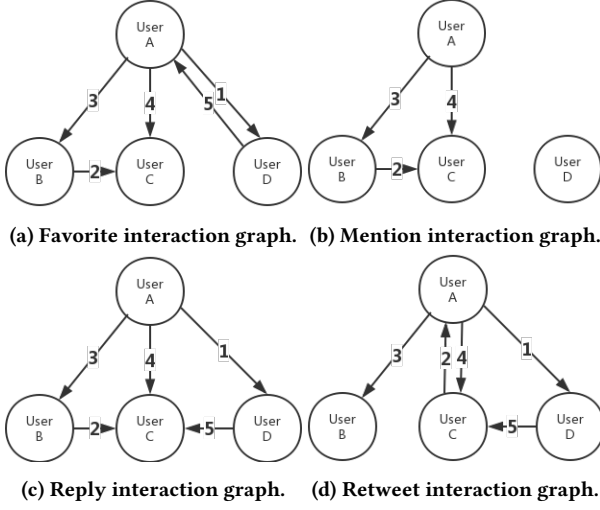 User
A
3
4
5
1
User
B
2
User
C
User
D
(a) Favorite interaction graph.
User
A
3
4
User
B
2
User
C
User
D
(b) Mention interaction graph.
User
A
3
4
1
User
B
2
User
C
5
User
D
(c) Reply interaction graph.
User
A
3
2
4
1
User
B
User
C
5
User
D
(d) Retweet interaction graph.